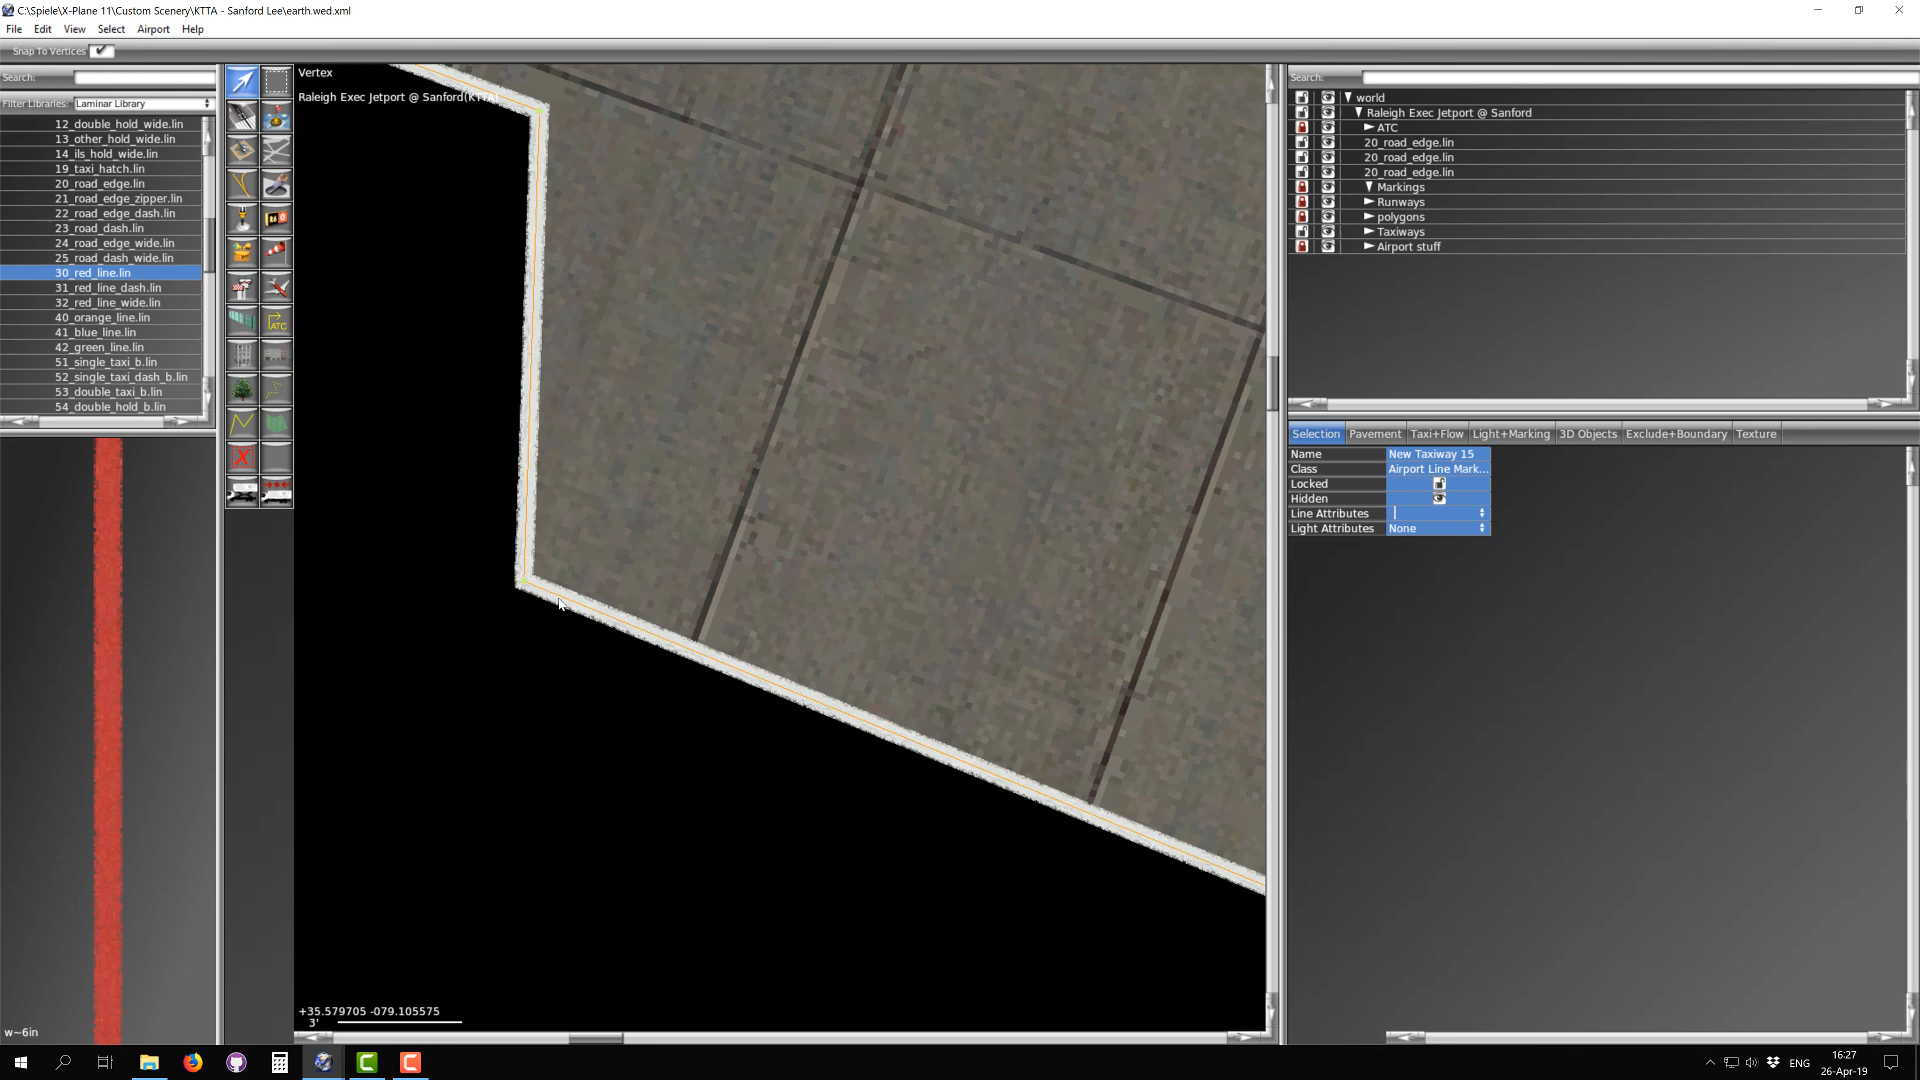 C:\Spiele\X-Plane 11\Custom Scenery\KTTA - Sanford Lee\earth.wed.xml
File Edit View Select Airport Help
Snap To Vertices
Search:
Filter Libraries: Laminar Library
12_double_hold_wide.lin
13_other_hold_wide.lin
14_ils_hold_wide.lin
19_taxi_hatch.lin
20_road_edge.lin
21_road_edge_zipper.lin
22_road_edge_dash.lin
23_road_dash.lin
24_road_edge_wide.lin
25_road_dash_wide.lin
30_red_line.lin
31_red_line_dash.lin
32_red_line_wide.lin
40_orange_line.lin
41_blue_line.lin
42_green_line.lin
51_single_taxi_b.lin
52_single_taxi_dash_b.lin
53_double_taxi_b.lin
54_double_hold_b.lin
w~6in
ATC
Vertex
Raleigh Exec Jetport @ Sanford(KTTA)
+35.579705 -079.105575
3'
Search:
world
Raleigh Exec Jetport @ Sanford
ATC
20_road_edge.lin
20_road_edge.lin
20_road_edge.lin
Markings
Runways
polygons
Taxiways
Airport stuff
Selection Pavement Taxi+Flow Light+Marking 3D Objects Exclude+Boundary Texture
Name New Taxiway 15
Class Airport Line Mark...
Locked
Hidden
Line Attributes
Light Attributes None
ENG
16:27
26-Apr-19